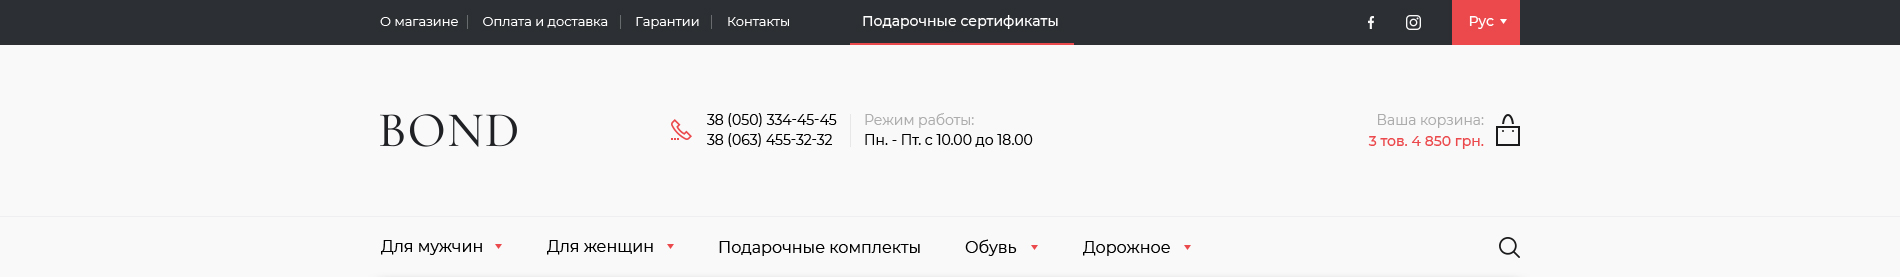 О магазине
Оплата и доставка
Гарантии
Контакты
Подарочные сертификаты
Рус
BOND
38 (050) 334-45-45
38 (063) 455-32-32
Режим работы:
Пн. - Пт. с 10.00 до 18.00
Ваша корзина:
3 тов. 4 850 грн.
Для мужчин
Для женщин
Подарочные комплекты
Обувь
Дорожное